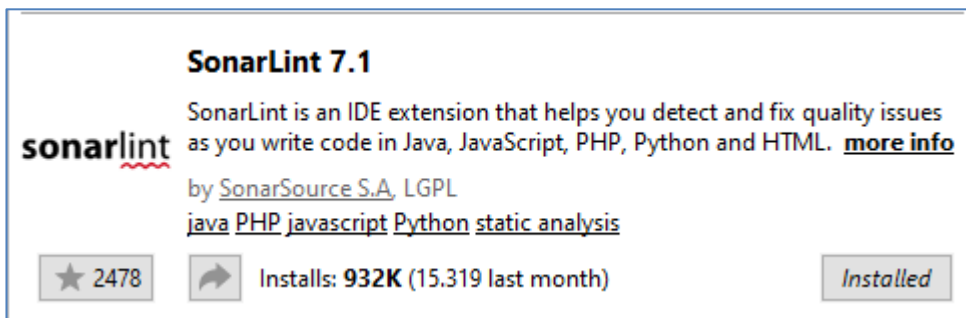 SonarLint 7.1
SonarLint is an IDE extension that helps you detect and fix quality issues
sonarlint
as you write code in Java, JavaScript, PHP, Python and HTML. more info
by SonarSource S.A, LGPL
java PHP javascript Python static analysis
2478
Installs: 932K (15.319 last month)
Installed